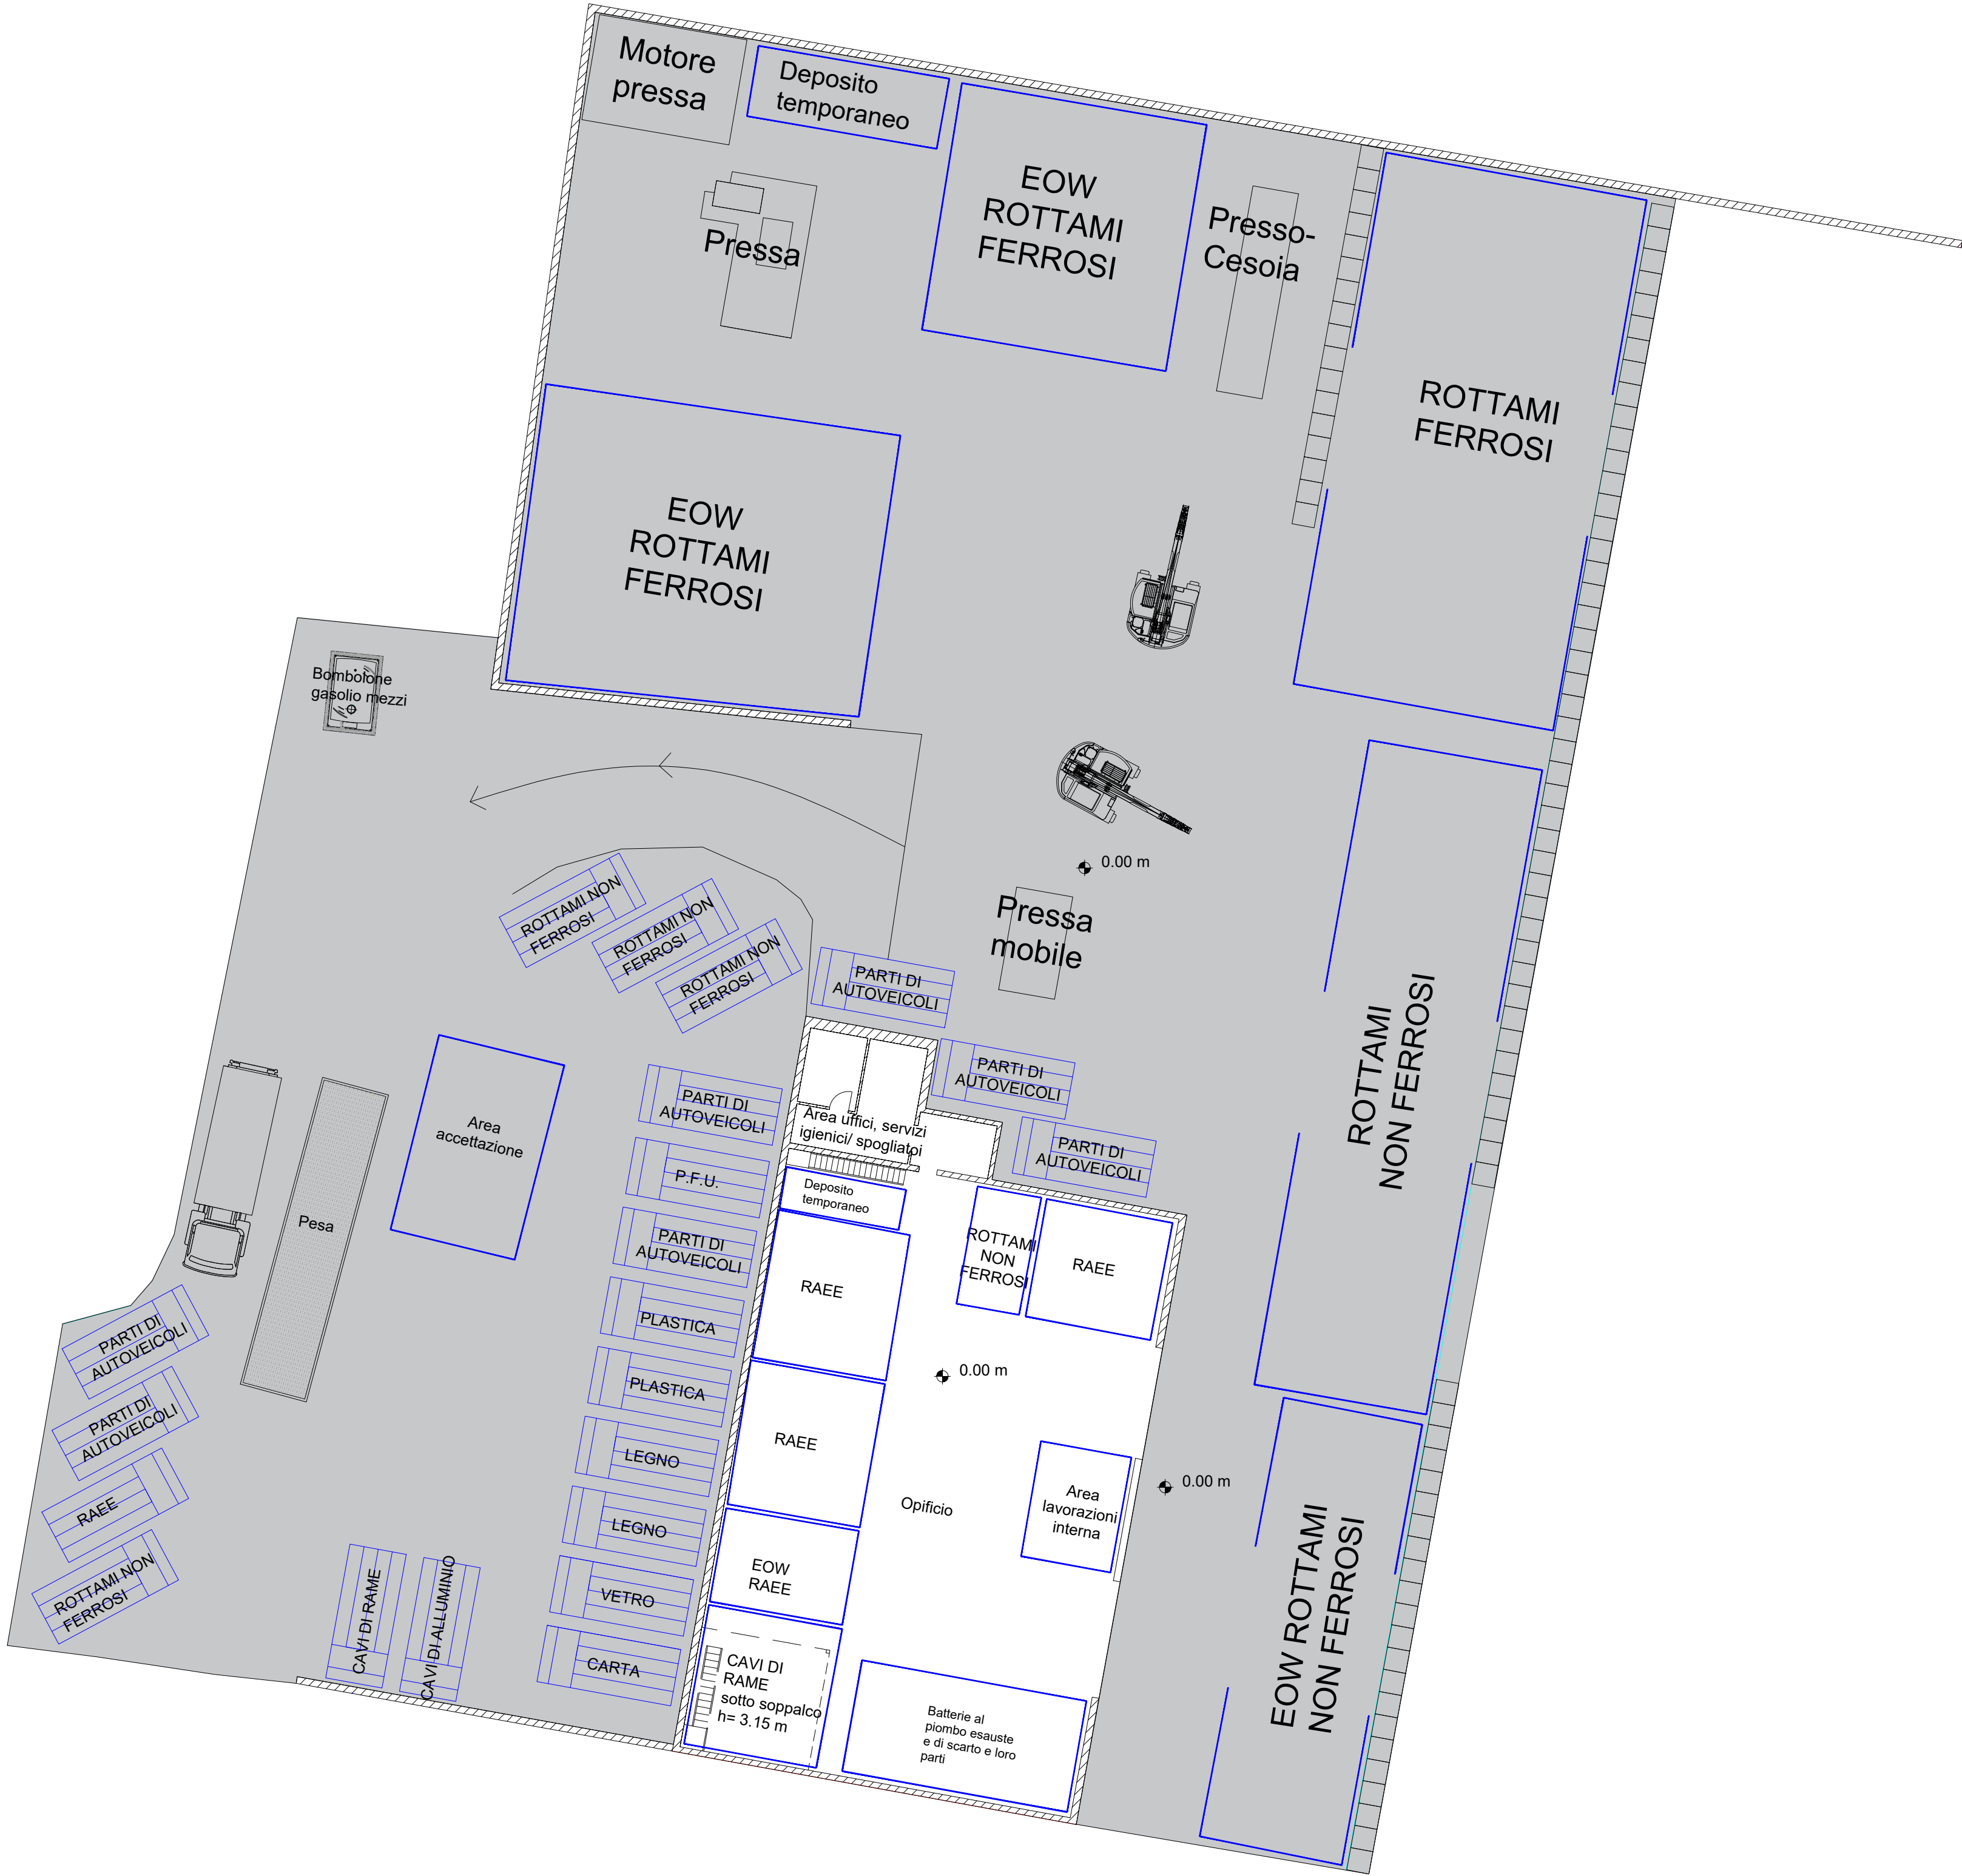 Motore
pressa
Deposito
temporaneo
EOW
ROTTAMI
FERROSI
Pressa
Presso-
Cesoia
ROTTAMI
FERROSI
EOW
ROTTAMI
FERROSI
Bombolone
gasolio mezzi
0.00 m
ROTTAMI NON
FERROSI
ROTTAMI NON
FERROSI
ROTTAMI NON
FERROSI
Pressa
mobile
PARTI DI
AUTOVEICOLI
PARTI DI
AUTOVEICOLI
PARTI DI
AUTOVEICOLI
ROTTAMI
NON FERROSI
Area
accettazione
Pesa
PARTI DI
AUTOVEICOLI
P.F.U.
PARTI DI
AUTOVEICOLI
PLASTICA
PLASTICA
LEGNO
LEGNO
VETRO
CARTA
Area uffici, servizi
igienici/ spogliatoi
Deposito
temporaneo
RAEE
ROTTAMI
NON
FERROSI
RAEE
0.00 m
RAEE
Opificio
Area
lavorazioni
interna
0.00 m
EOW
RAEE
CAVI DI
RAME
sotto soppalco
h= 3.15 m
Batterie al
piombo esauste
e di scarto e loro
parti
EOW ROTTAMI
NON FERROSI
PARTI DI
AUTOVEICOLI
PARTI DI
AUTOVEICOLI
RAEE
ROTTAMI NON
FERROSI
CAVI DI RAME
CAVI DI ALLUMINIO